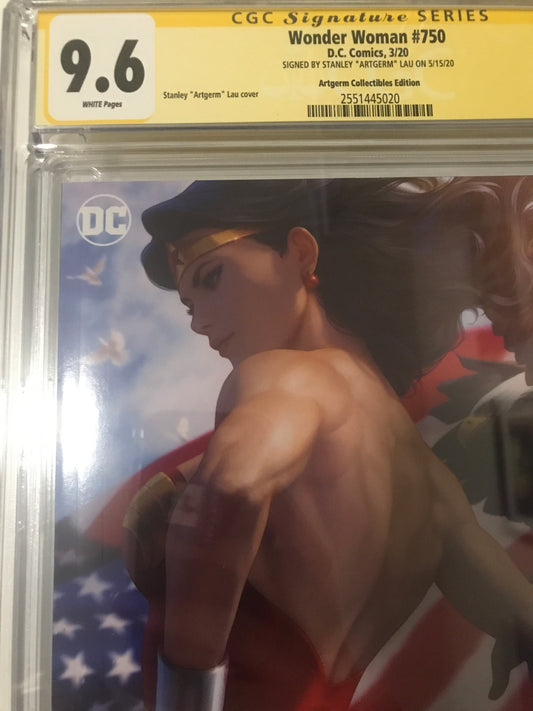 CGC Signature SERIES
9.6
WHITE Pages
Wonder Woman #750
D.C. Comics, 3/20
SIGNED BY STANLEY "ARTGERM" LAU ON 5/15/20
Stanley "Artgerm" Lau cover
Artgerm Collectibles Edition
2551445020
DC